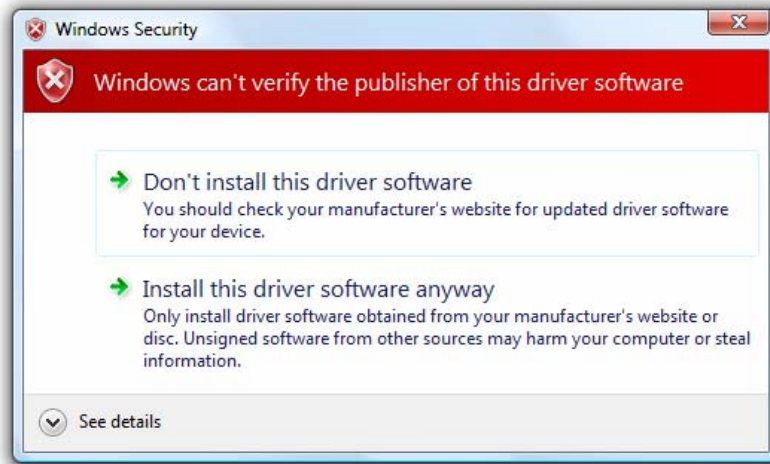 Windows Security
Windows can't verify the publisher of this driver software
Don't install this driver software
You should check your manufacturer's website for updated driver software
for your device.
Install this driver software anyway
Only install driver software obtained from your manufacturer's website or
disc. Unsigned software from other sources may harm your computer or steal
information.
See details